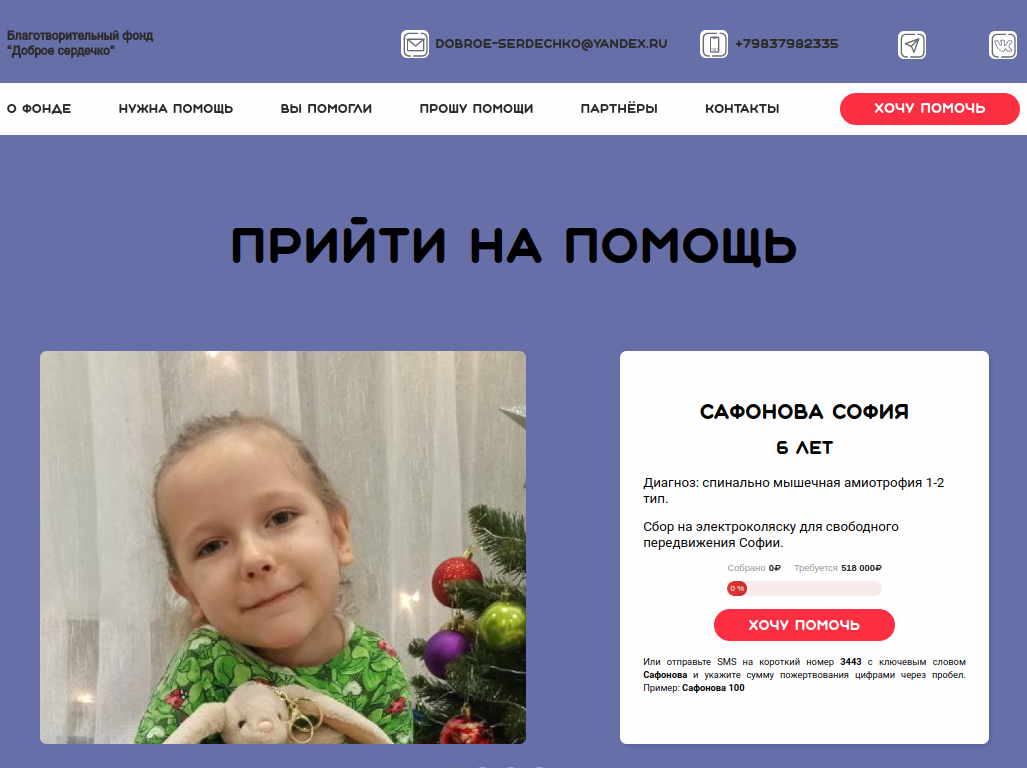 Благотворительный фонд
“Доброе сердечко”
DOBROE-SERDECHKO@YANDEX.RU
+79837982335
О ФОНДЕ
НУЖНА ПОМОЩЬ
ВЫ ПОМОГЛИ
ПРОШУ ПОМОЩИ
ПАРТНЁРЫ
КОНТАКТЫ
ХОЧУ ПОМОЧЬ
ПРИЙТИ НА ПОМОЩЬ
САФОНОВА СОФИЯ
6 ЛЕТ
Диагноз: спинально мышечная амиотрофия 1-2
тип.
Сбор на электроколяску для свободного
передвижения Софии.
Собрано 0₽ Требуется 518 000₽
0 %
ХОЧУ ПОМОЧЬ
Или отправьте SMS на короткий номер 3443 с ключевым словом
Сафонова и укажите сумму пожертвования цифрами через пробел.
Пример: Сафонова 100